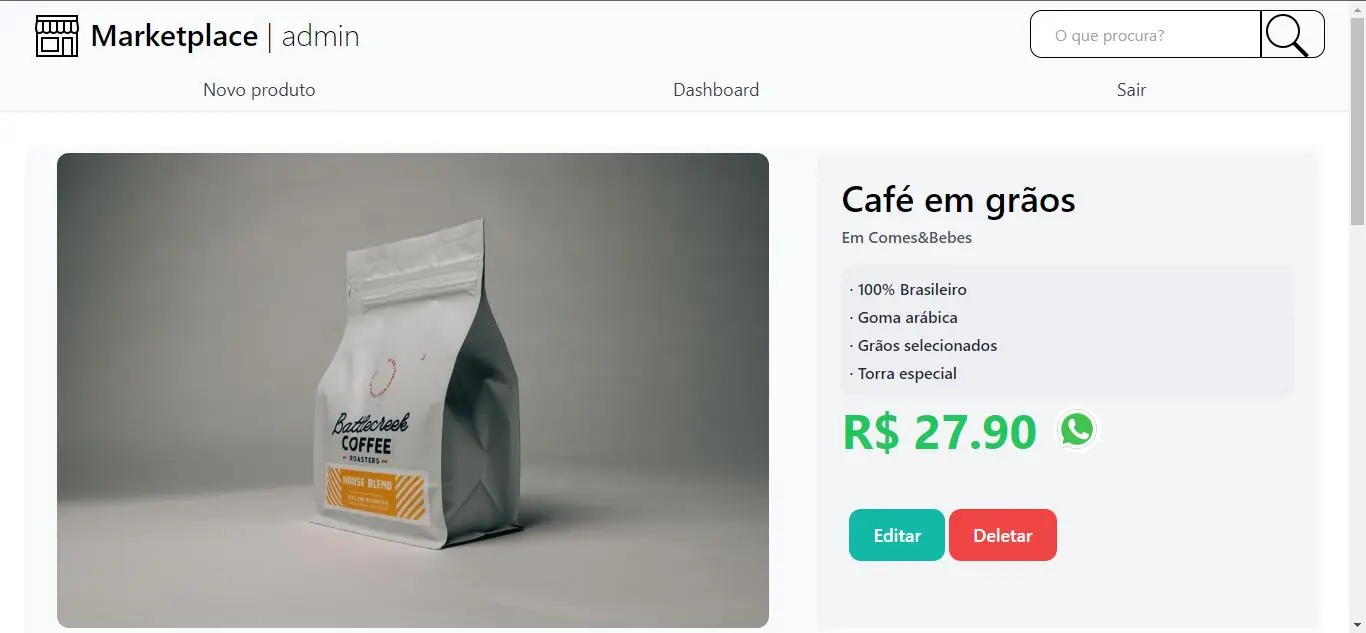 Marketplace | admin
O que procura?
Novo produto
Dashboard
Sair
Battlecreek
COFFEE
ROASTERS
HOUSE BLEND
Café em grãos
Em Comes&Bebes
· 100% Brasileiro
· Goma arábica
· Grãos selecionados
· Torra especial
R$ 27.90
Editar
Deletar